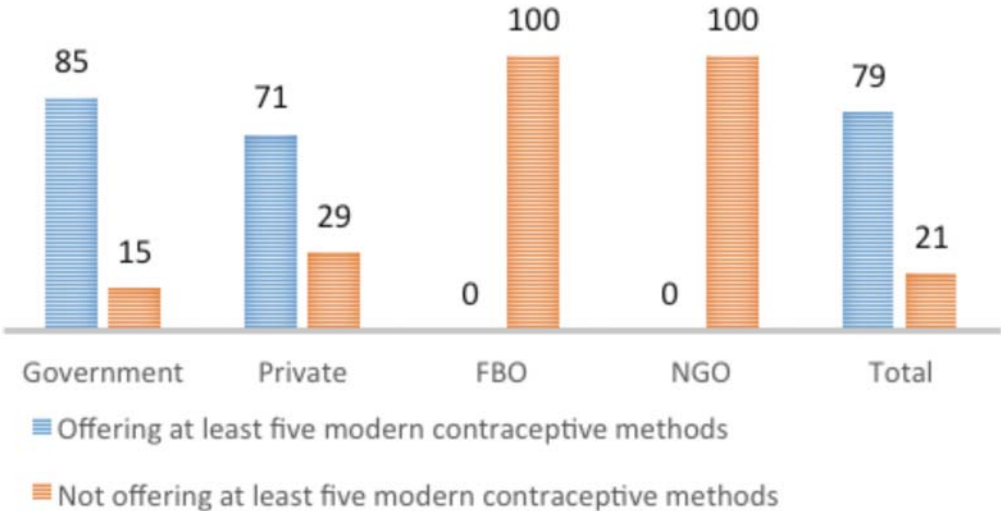 100 100
85
79
71
29
21
15
0 0
Government Private FBO NGO Total
Offering at least five modern contraceptive methods
Not offering at least five modern contraceptive methods